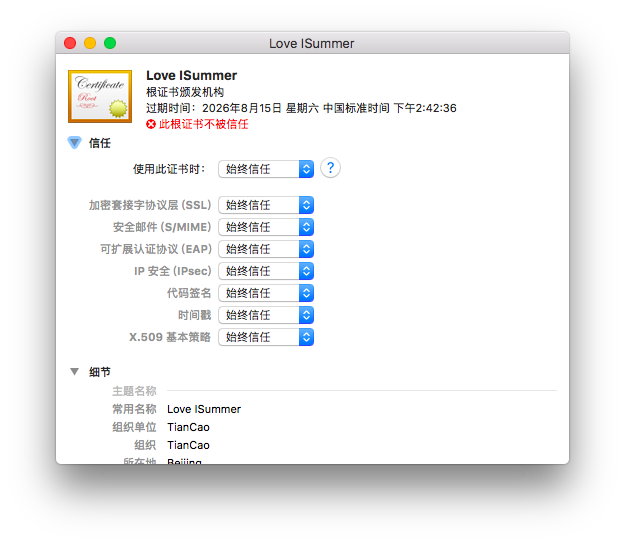 Love ISummer
Certificate
Root
Love ISummer
根证书颁发机构
过期时间：2026年8月15日 星期六 中国标准时间 下午2:42:36
此根证书不被信任
信任
使用此证书时： 始终信任 ?
加密套接字协议层 (SSL) 始终信任
安全邮件 (S/MIME) 始终信任
可扩展认证协议 (EAP) 始终信任
IP 安全 (IPsec) 始终信任
代码签名 始终信任
时间戳 始终信任
X.509 基本策略 始终信任
细节
主题名称
常用名称 Love ISummer
组织单位 TianCao
组织 TianCao
所在地 Beijing